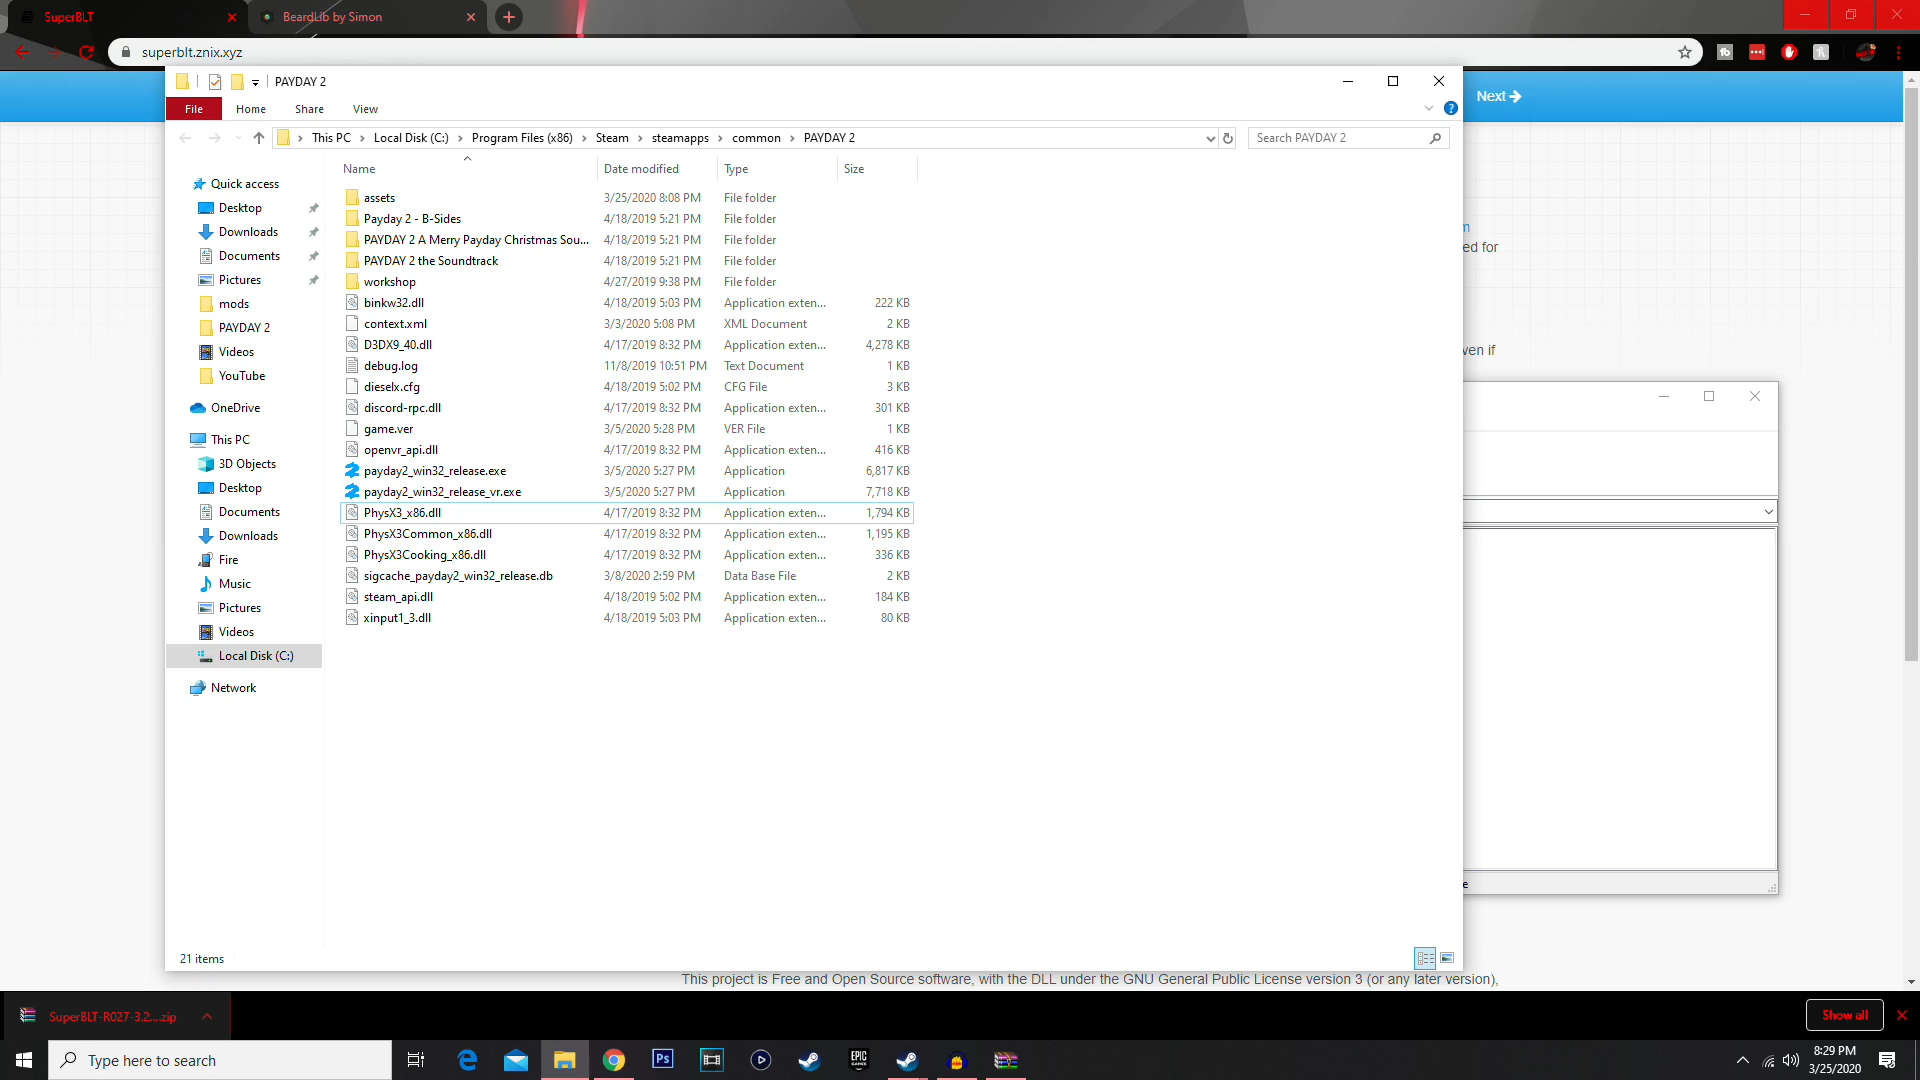 SuperBLT
BeardLib by Simon
superblt.znix.xyz
PAYDAY 2
Next
File
Home
Share
View
This PC
Local Disk (C:)
Program Files (x86)
Steam
steamapps
common
PAYDAY 2
Search PAYDAY 2
Name
Date modified
Type
Size
Quick access
Desktop
Downloads
Documents
Pictures
mods
PAYDAY 2
Videos
YouTube
OneDrive
This PC
3D Objects
Desktop
Documents
Downloads
Fire
Music
Pictures
Videos
Local Disk (C:)
Network
assets 3/25/2020 8:08 PM File folder
Payday 2 - B-Sides 4/18/2019 5:21 PM File folder
PAYDAY 2 A Merry Payday Christmas Sou... 4/18/2019 5:21 PM File folder
PAYDAY 2 the Soundtrack 4/18/2019 5:21 PM File folder
workshop 4/27/2019 9:38 PM File folder
binkw32.dll 4/18/2019 5:03 PM Application exten... 222 KB
context.xml 3/3/2020 5:08 PM XML Document 2 KB
D3DX9_40.dll 4/17/2019 8:32 PM Application exten... 4,278 KB
debug.log 11/8/2019 10:51 PM Text Document 1 KB
dieselx.cfg 4/18/2019 5:02 PM CFG File 3 KB
discord-rpc.dll 4/17/2019 8:32 PM Application exten... 301 KB
game.ver 3/5/2020 5:28 PM VER File 1 KB
openvr_api.dll 4/17/2019 8:32 PM Application exten... 416 KB
payday2_win32_release.exe 3/5/2020 5:27 PM Application 6,817 KB
payday2_win32_release_vr.exe 3/5/2020 5:27 PM Application 7,718 KB
PhysX3_x86.dll 4/17/2019 8:32 PM Application exten... 1,794 KB
PhysX3Common_x86.dll 4/17/2019 8:32 PM Application exten... 1,195 KB
PhysX3Cooking_x86.dll 4/17/2019 8:32 PM Application exten... 336 KB
sigcache_payday2_win32_release.db 3/8/2020 2:59 PM Data Base File 2 KB
steam_api.dll 4/18/2019 5:02 PM Application exten... 184 KB
xinput1_3.dll 4/18/2019 5:03 PM Application exten... 80 KB
m
ed for
ven if
e
21 items
This project is Free and Open Source software, with the DLL under the GNU General Public License version 3 (or any later version),
SuperBLT-R027-3.2....zip
Show all
Type here to search
Ps
EPIC
GAMES
8:29 PM
3/25/2020